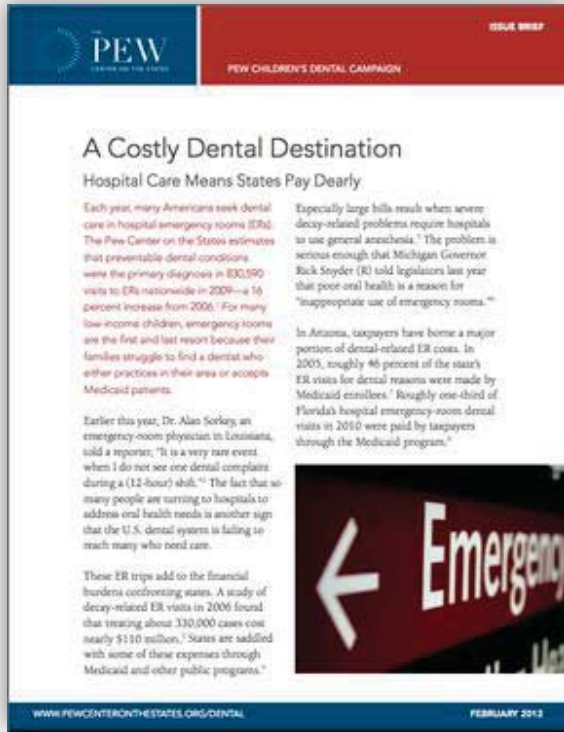 THE
PEW
CENTER ON THE STATES
ISSUE BRIEF
PEW CHILDREN'S DENTAL CAMPAIGN
A Costly Dental Destination
Hospital Care Means States Pay Dearly
Each year, many Americans seek dental
care in hospital emergency rooms (ERs).
The Pew Center on the States estimates
that preventable dental conditions
were the primary diagnosis in 830,590
visits to ERs nationwide in 2009—a 16
percent increase from 2006.¹ For many
low income children, emergency rooms
are the first and last resort because their
families struggle to find a dentist who
either practices in their area or accepts
Medicaid patients.
Earlier this year, Dr. Alan Sorkey, an
emergency-room physician in Louisiana,
told a reporter, "It is a very rare event
when I do not see one dental complaint
during a (12-hour) shift."² The fact that so
many people are turning to hospitals to
address oral health needs is another sign
that the U.S. dental system is failing to
reach many who need care.
These ER trips add to the financial
burdens confronting states. A study of
decay-related ER visits in 2006 found
that treating about 330,000 cases cost
nearly $110 million.³ States are saddled
with some of these expenses through
Medicaid and other public programs.⁴
Especially large bills result when severe
decay-related problems require hospitals
to use general anesthesia.⁵ The problem is
serious enough that Michigan Governor
Rick Snyder (R) told legislators last year
that poor oral health is a reason for
"inappropriate use of emergency rooms."⁶
In Arizona, taxpayers have borne a major
portion of dental-related ER costs. In
2005, roughly 46 percent of the state's
ER visits for dental reasons were made by
Medicaid enrollees.⁷ Roughly one-third of
Florida's hospital emergency-room dental
visits in 2010 were paid by taxpayers
through the Medicaid program.⁸
Emergency
WWW.PEWCENTERONTHESTATES.ORG/DENTAL
FEBRUARY 2012